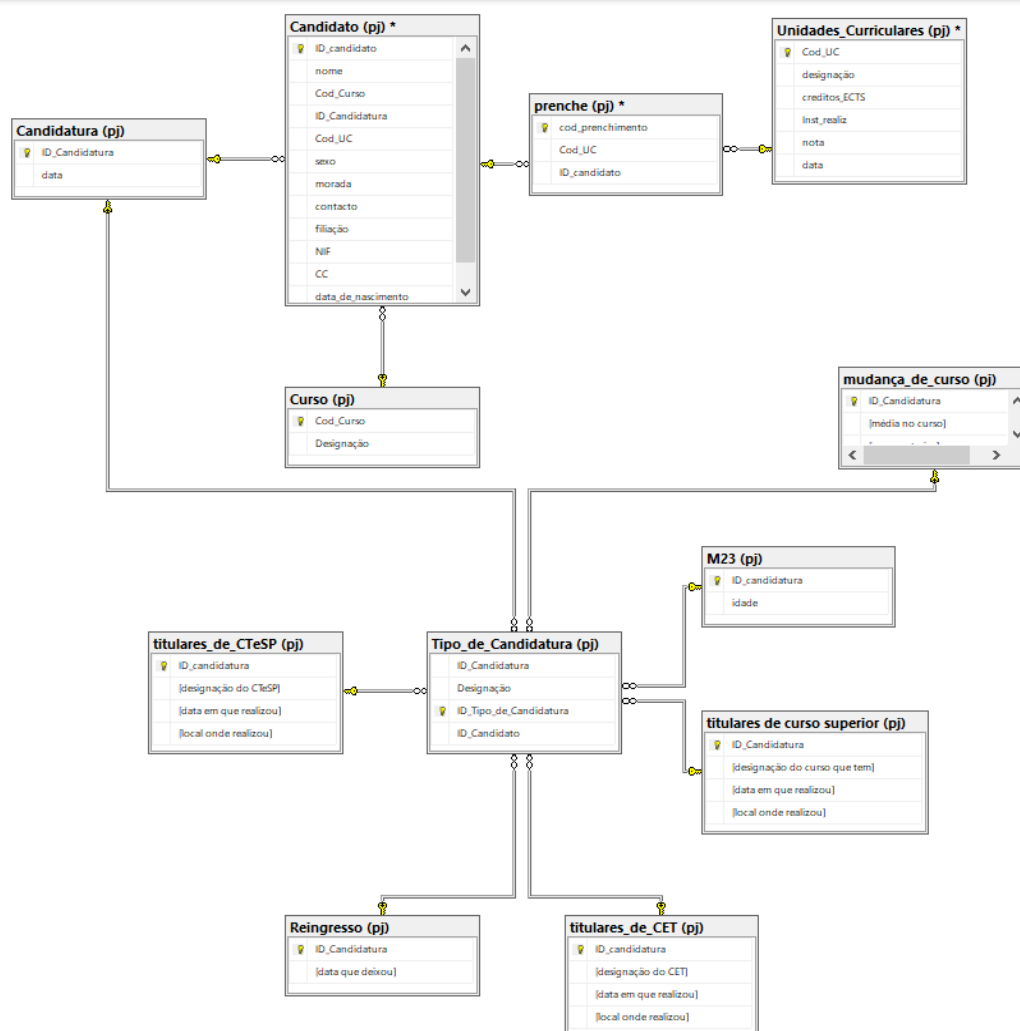 Candidato (pj) *
ID_candidato
nome
Cod_Curso
ID_Candidatura
Cod_UC
sexo
morada
contacto
filiação
NIF
CC
data_de_nascimento
Unidades_Curriculares (pj) *
Cod_UC
designação
creditos_ECTS
Inst_realiz
nota
data
prenche (pj) *
cod_prenchimento
Cod_UC
ID_candidato
Candidatura (pj)
ID_Candidatura
data
Curso (pj)
Cod_Curso
Designação
mudança_de_curso (pj)
ID_Candidatura
[média no curso]
M23 (pj)
ID_candidatura
idade
titulares_de_CTeSP (pj)
ID_candidatura
[designação do CTeSP]
[data em que realizou]
[local onde realizou]
Tipo_de_Candidatura (pj)
ID_Candidatura
Designação
ID_Tipo_de_Candidatura
ID_Candidato
titulares de curso superior (pj)
ID_Candidatura
[designação do curso que tem]
[data em que realizou]
[local onde realizou]
Reingresso (pj)
ID_Candidatura
[data que deixou]
titulares_de_CET (pj)
ID_candidatura
[designação do CET]
[data em que realizou]
[local onde realizou]